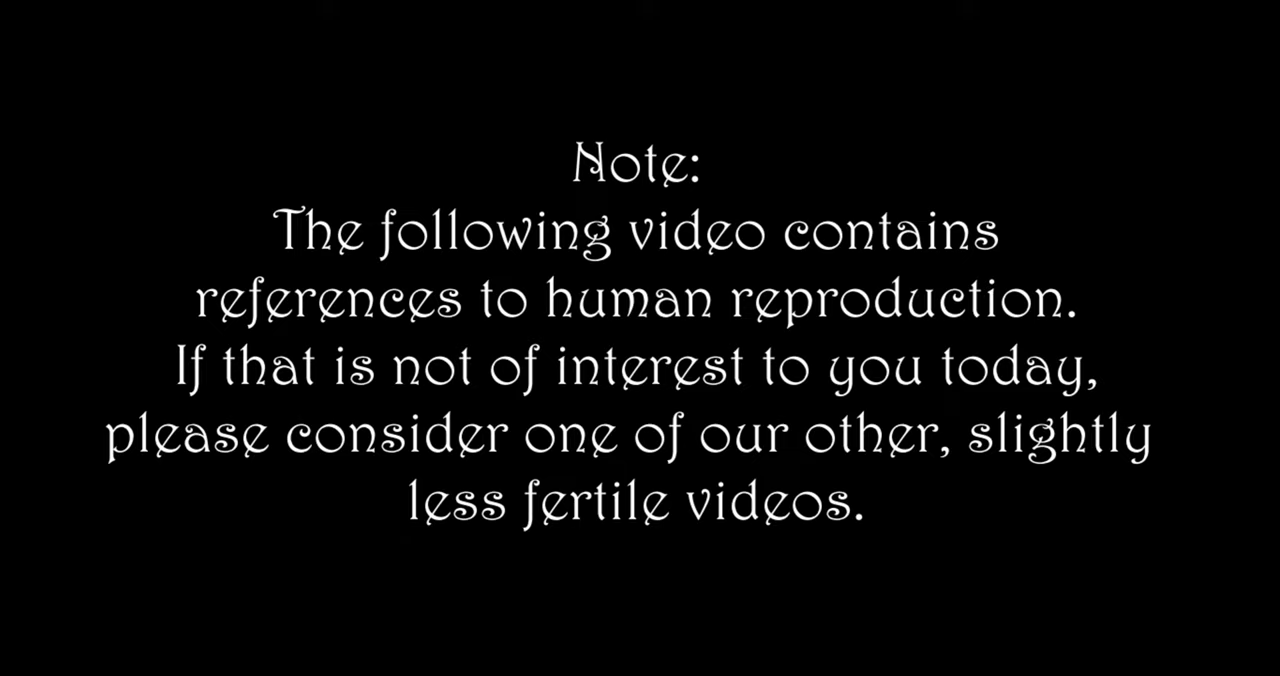 Note:
The following video contains
references to human reproduction.
If that is not of interest to you today,
please consider one of our other, slightly
less fertile videos.